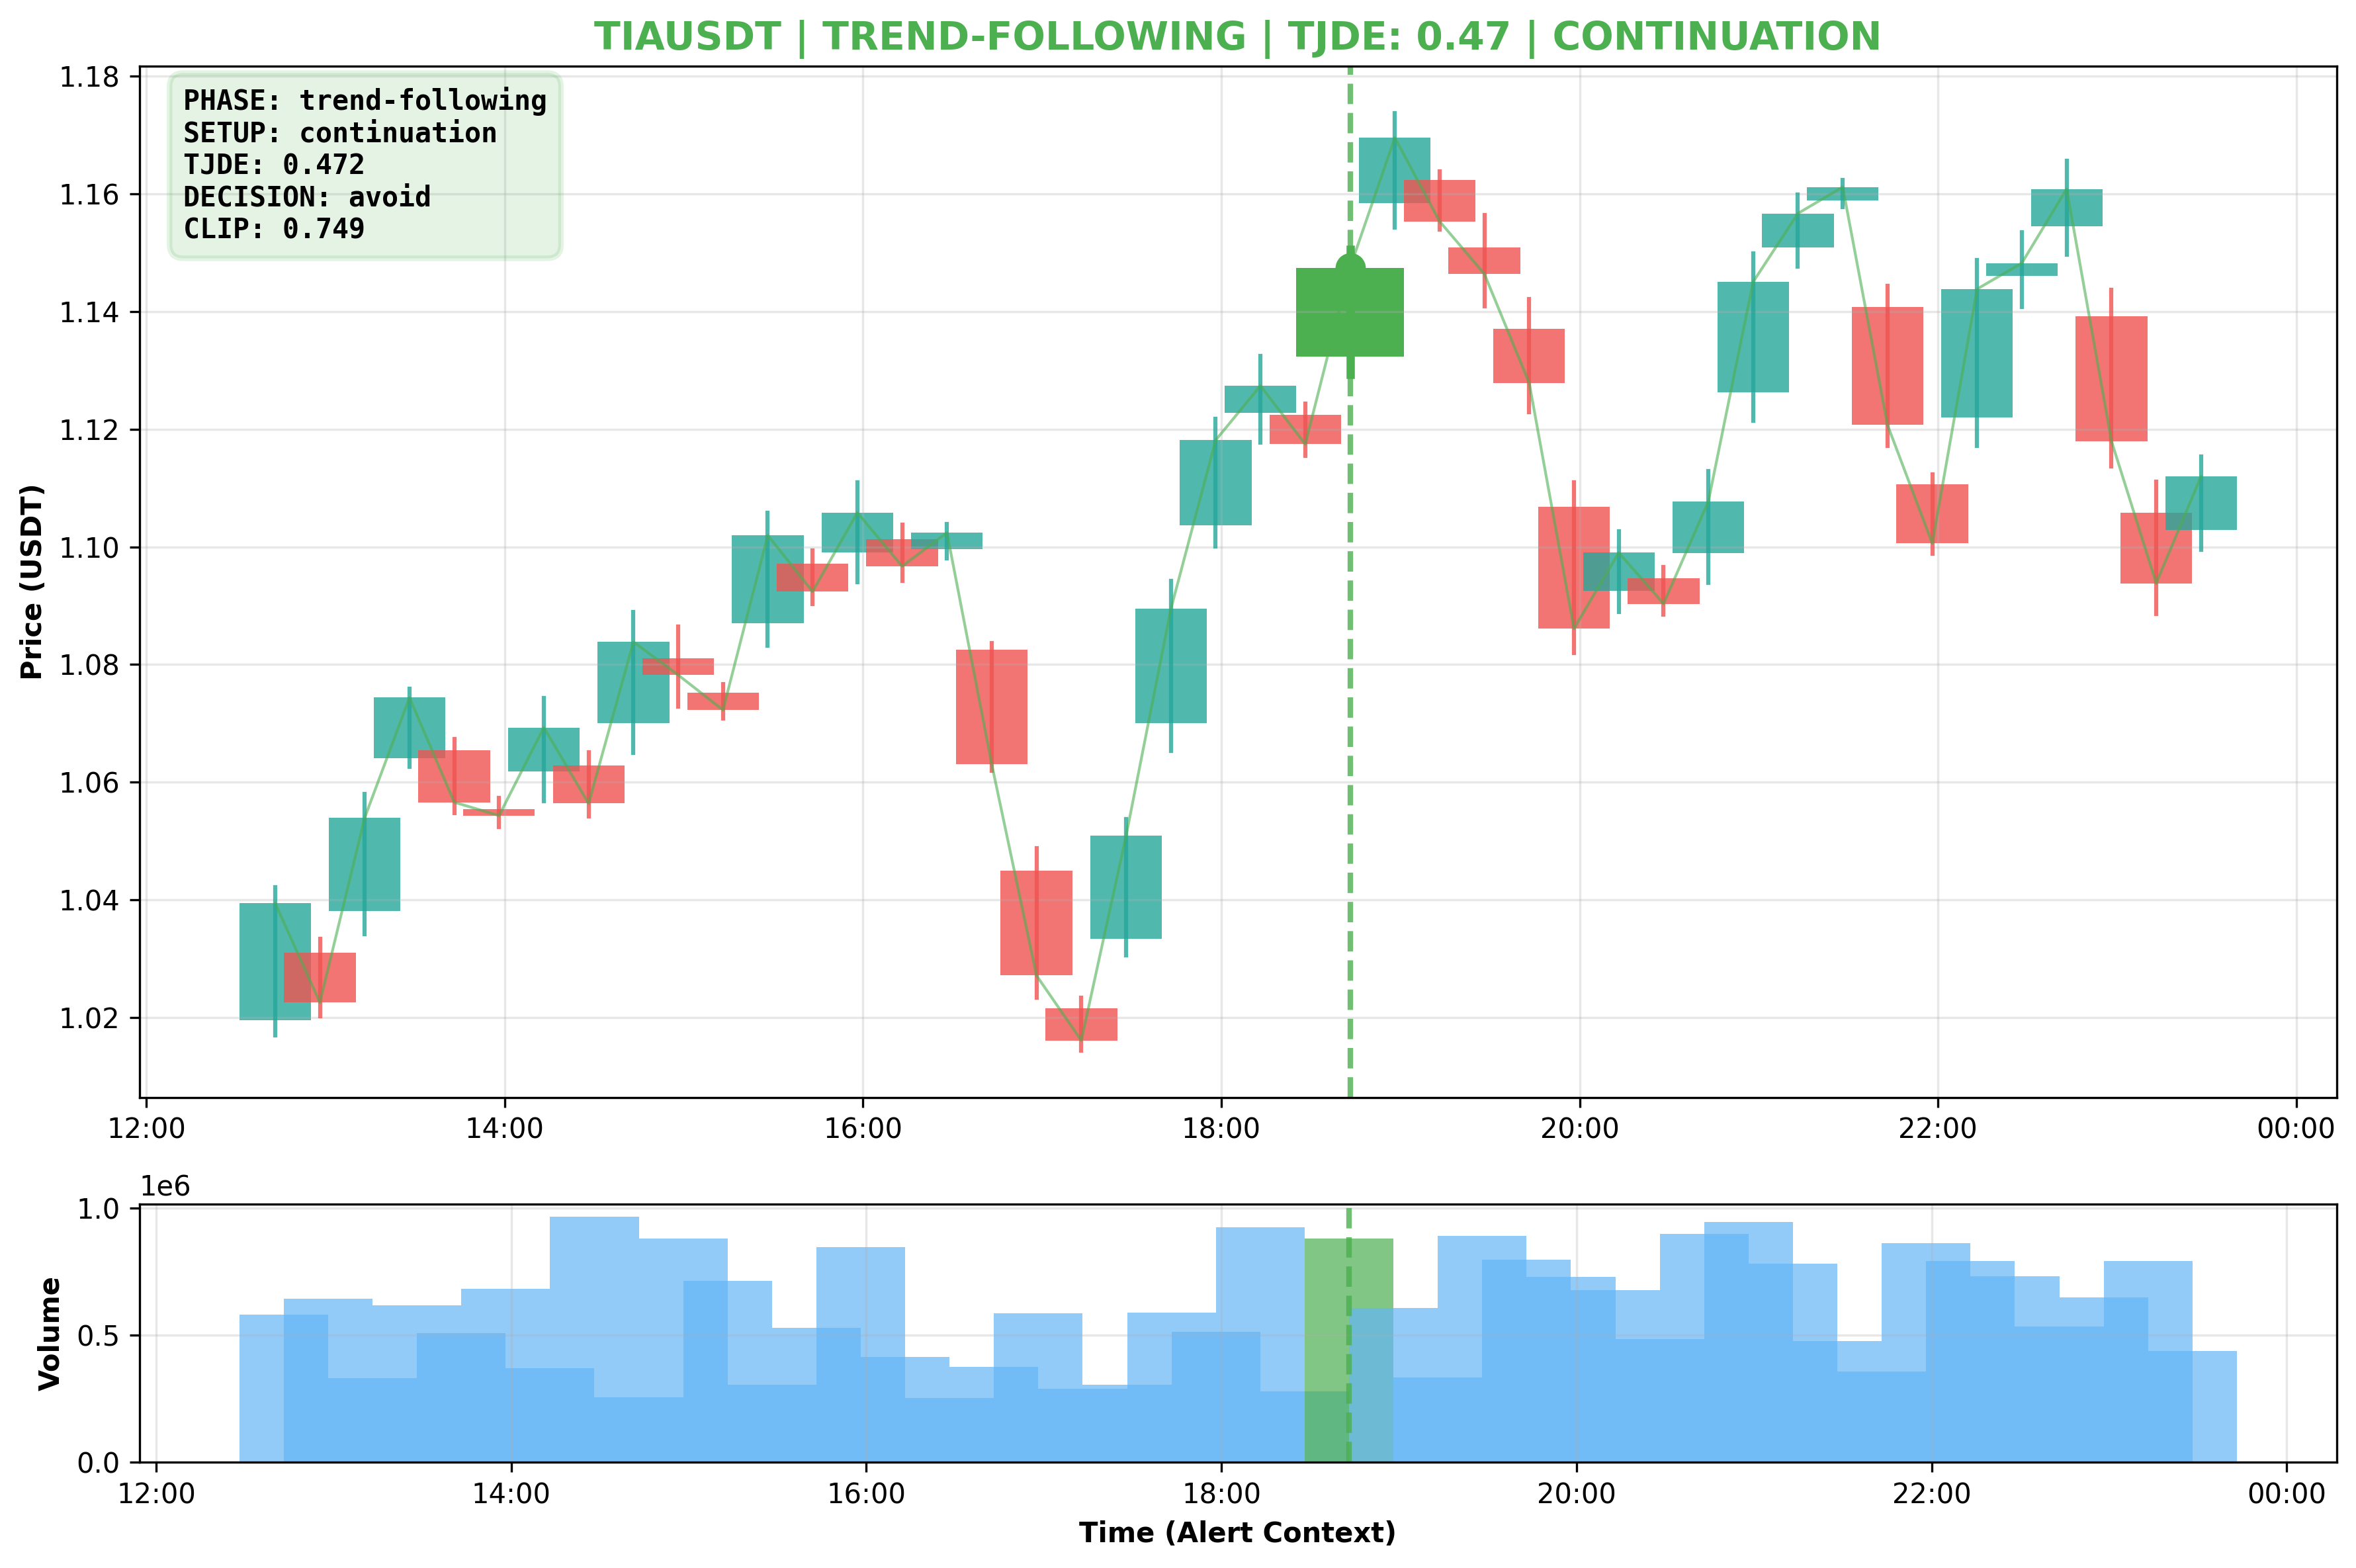 TIAUSDT | TREND-FOLLOWING | TJDE: 0.47 | CONTINUATION
PHASE: trend-following
SETUP: continuation
TJDE: 0.472
DECISION: avoid
CLIP: 0.749
Price (USDT)
1.18
1.16
1.14
1.12
1.10
1.08
1.06
1.04
1.02
12:00 14:00 16:00 18:00 20:00 22:00 00:00
1e6
Volume
1.0
0.5
0.0
12:00 14:00 16:00 18:00 20:00 22:00 00:00
Time (Alert Context)